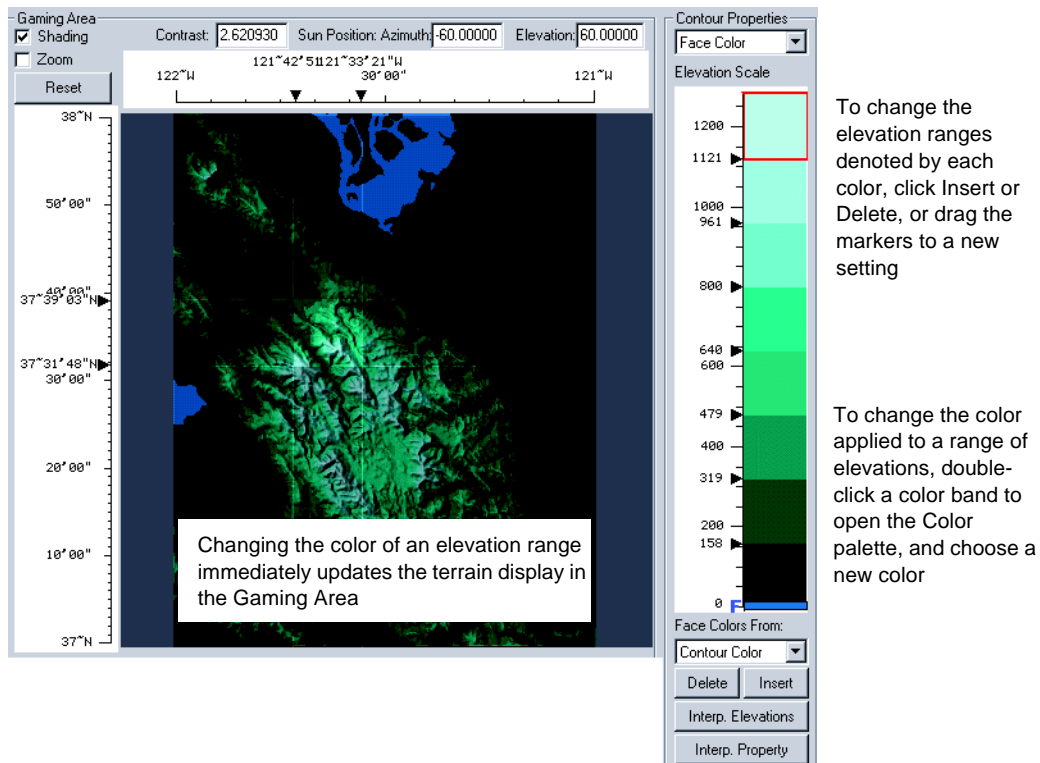 Gaming Area
Shading
Zoom
Reset
Contrast: 2.620930 Sun Position: Azimuth: -60.00000 Elevation: 60.00000
122~W 121~42'51121~33'21"W 121~W
30'00"
38~N
50'00"
40'00"
37~39'03"N
37~31'48"N
30'00"
20'00"
10'00"
37~N
Changing the color of an elevation range
immediately updates the terrain display in
the Gaming Area
Contour Properties
Face Color
Elevation Scale
1200
1121
1000
961
800
640
600
479
400
319
200
158
0 F
Face Colors From:
Contour Color
Delete Insert
Interp. Elevations
Interp. Property
To change the
elevation ranges
denoted by each
color, click Insert or
Delete, or drag the
markers to a new
setting
To change the color
applied to a range of
elevations, double-
click a color band to
open the Color
palette, and choose a
new color